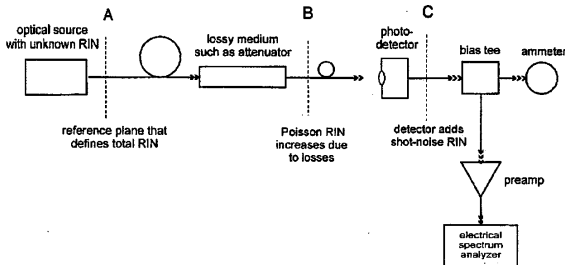 A
B
C
optical source
with unknown RIN
lossy medium
such as attenuator
photo-
detector
bias tee
ammeter
reference plane that
defines total RIN
Poisson RIN
increases due
to losses
detector adds
shot-noise RIN
preamp
electrical
spectrum
analyzer